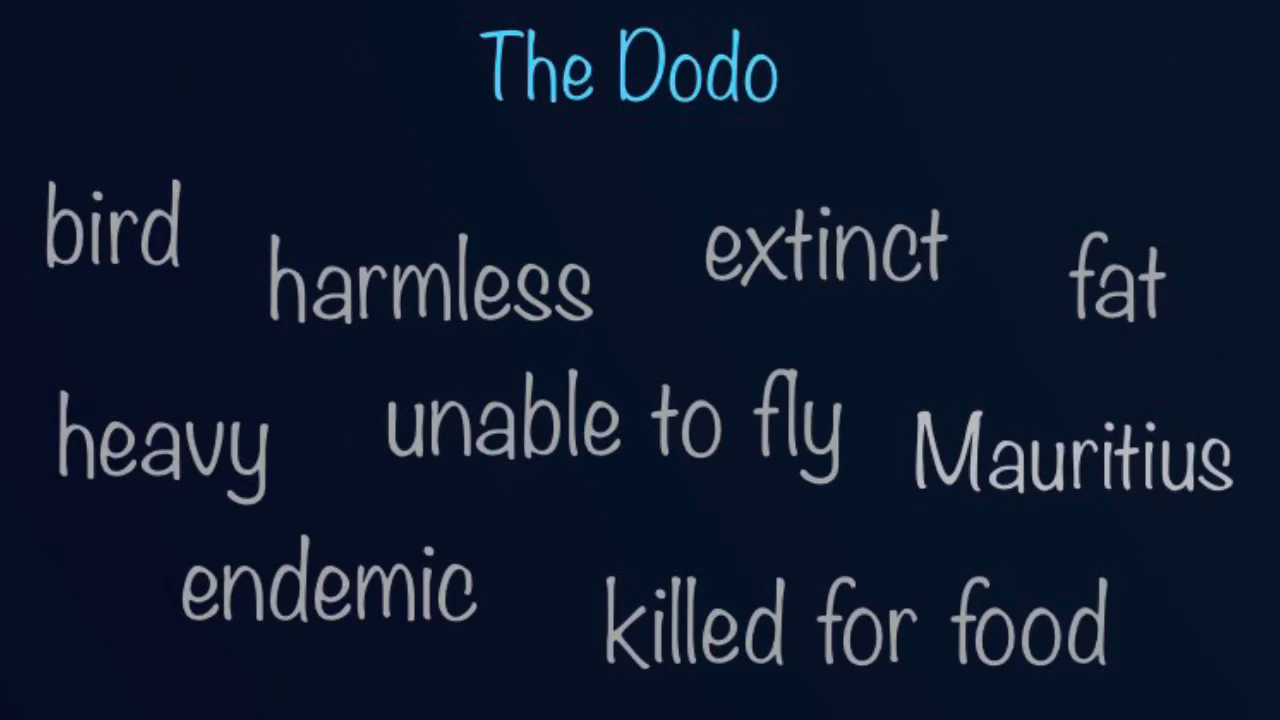 The Dodo
bird
harmless
extinct
fat
heavy
unable to fly
Mauritius
endemic
killed for food